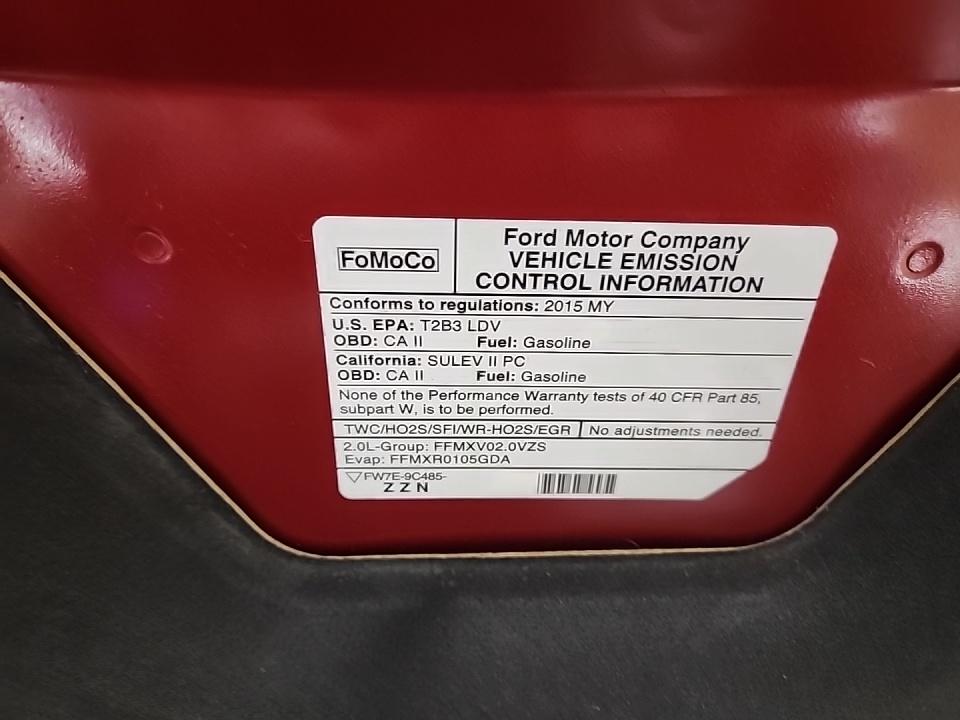 FoMoCo
Ford Motor Company
VEHICLE EMISSION
CONTROL INFORMATION
Conforms to regulations: 2015 MY
U.S. EPA: T2B3 LDV
OBD: CA II Fuel: Gasoline
California: SULEV II PC
OBD: CA II Fuel: Gasoline
None of the Performance Warranty tests of 40 CFR Part 85,
subpart W, is to be performed.
TWC/HO2S/SFI/WR-HO2S/EGR No adjustments needed.
2.0L-Group: FFMXV02.0VZS
Evap: FFMXR0105GDA
FW7E-9C485-
ZZN